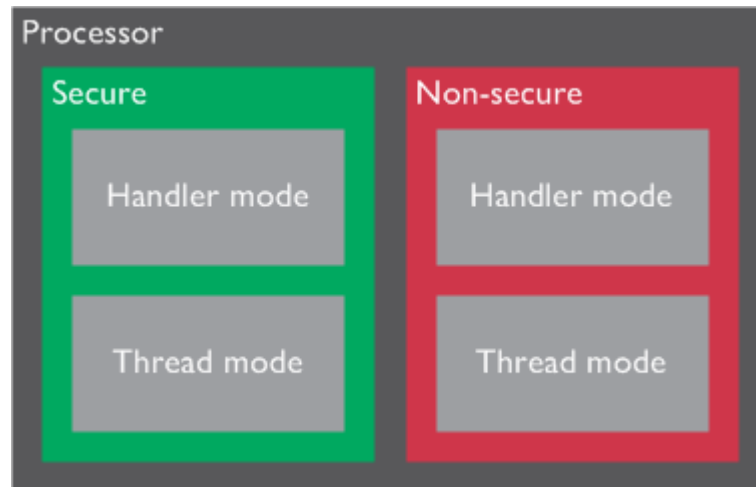 Processor
Secure
Handler mode
Thread mode
Non-secure
Handler mode
Thread mode